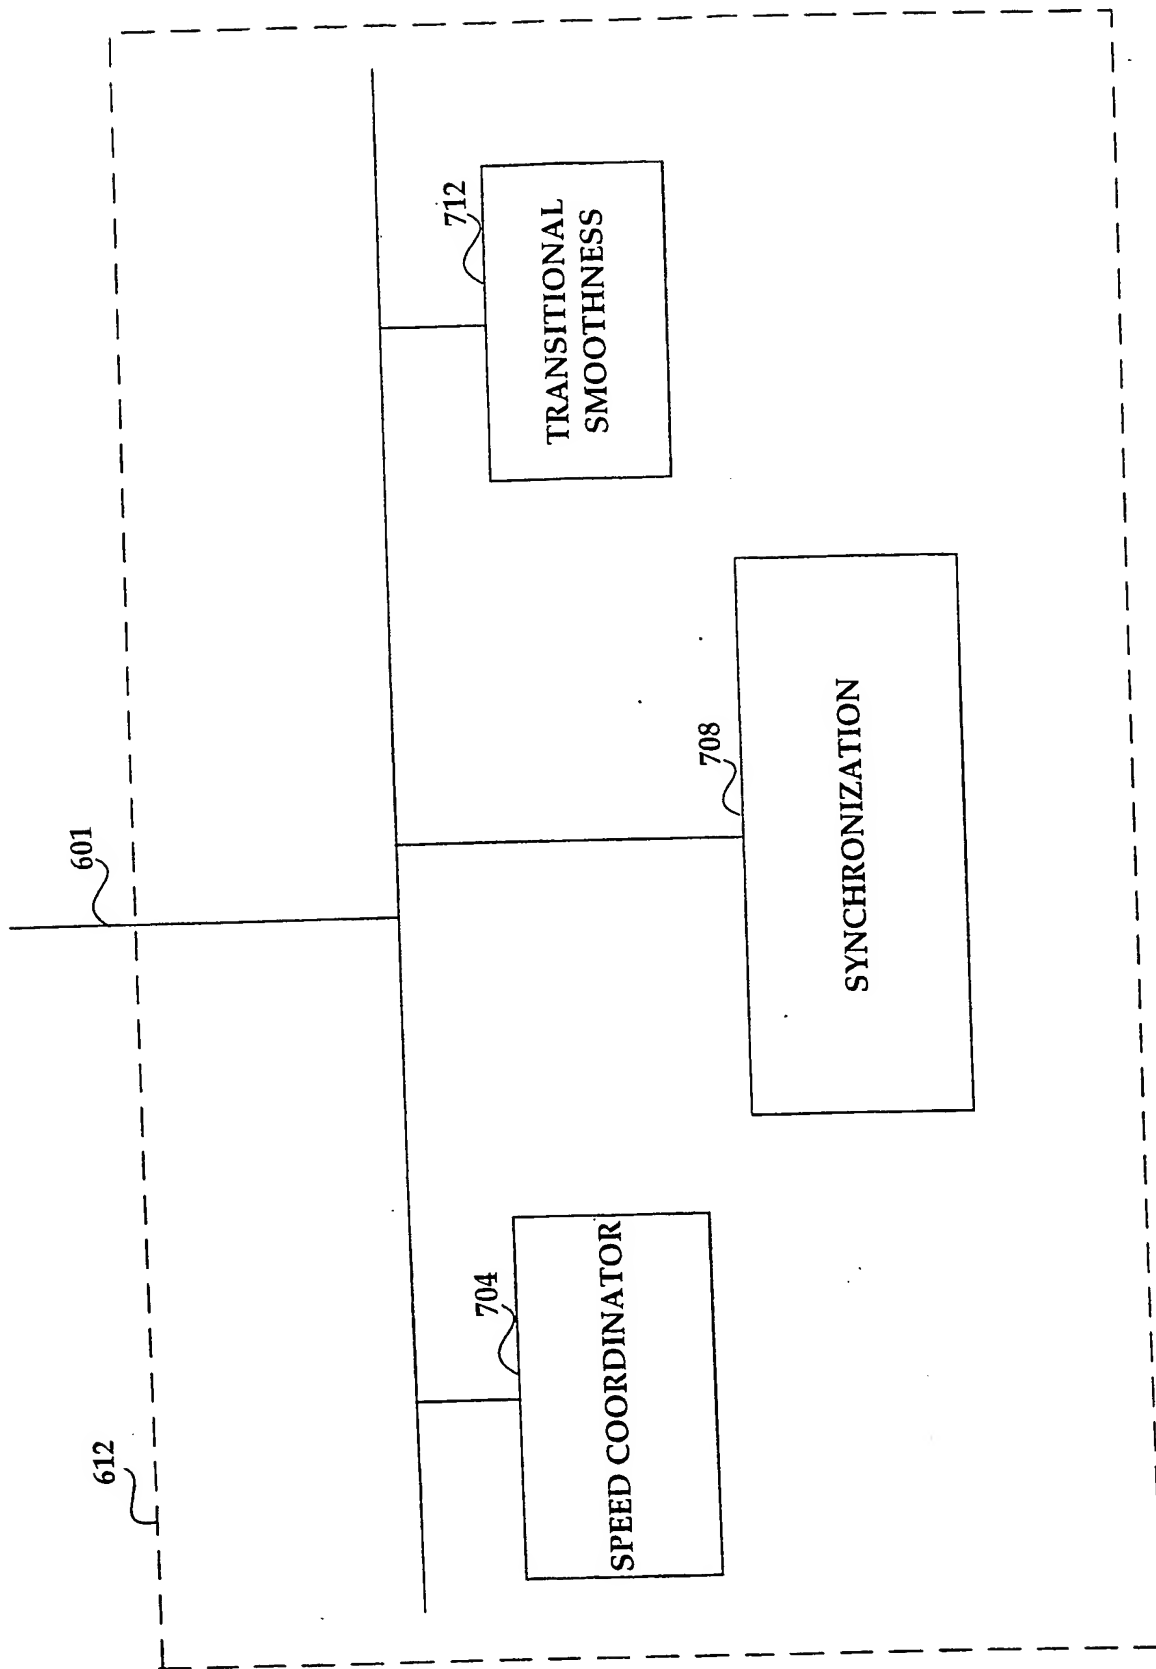 612
601
704
SPEED COORDINATOR
708
SYNCHRONIZATION
712
TRANSITIONAL
SMOOTHNESS